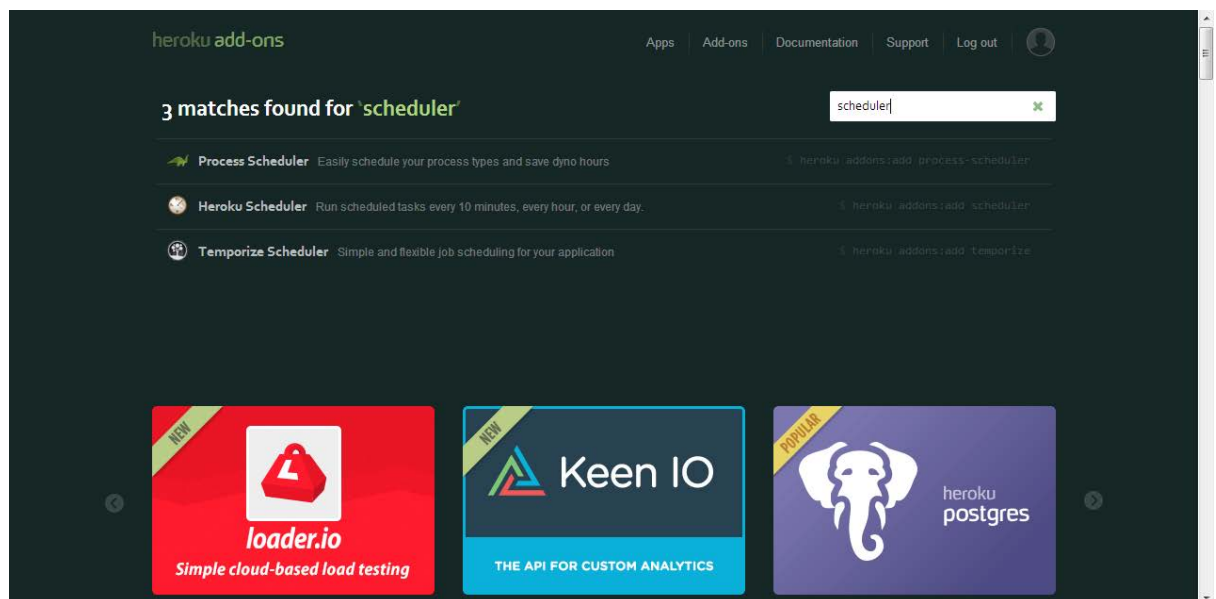 heroku add-ons
Apps Add-ons Documentation Support Log out
3 matches found for 'scheduler'
scheduler
Process Scheduler Easily schedule your process types and save dyno hours $ heroku addons:add process-scheduler
Heroku Scheduler Run scheduled tasks every 10 minutes, every hour, or every day. $ heroku addons:add scheduler
Temporize Scheduler Simple and flexible job scheduling for your application $ heroku addons:add temporize
NEW
L
loader.io
Simple cloud-based load testing
NEW
Keen IO
THE API FOR CUSTOM ANALYTICS
POPULAR
heroku
postgres